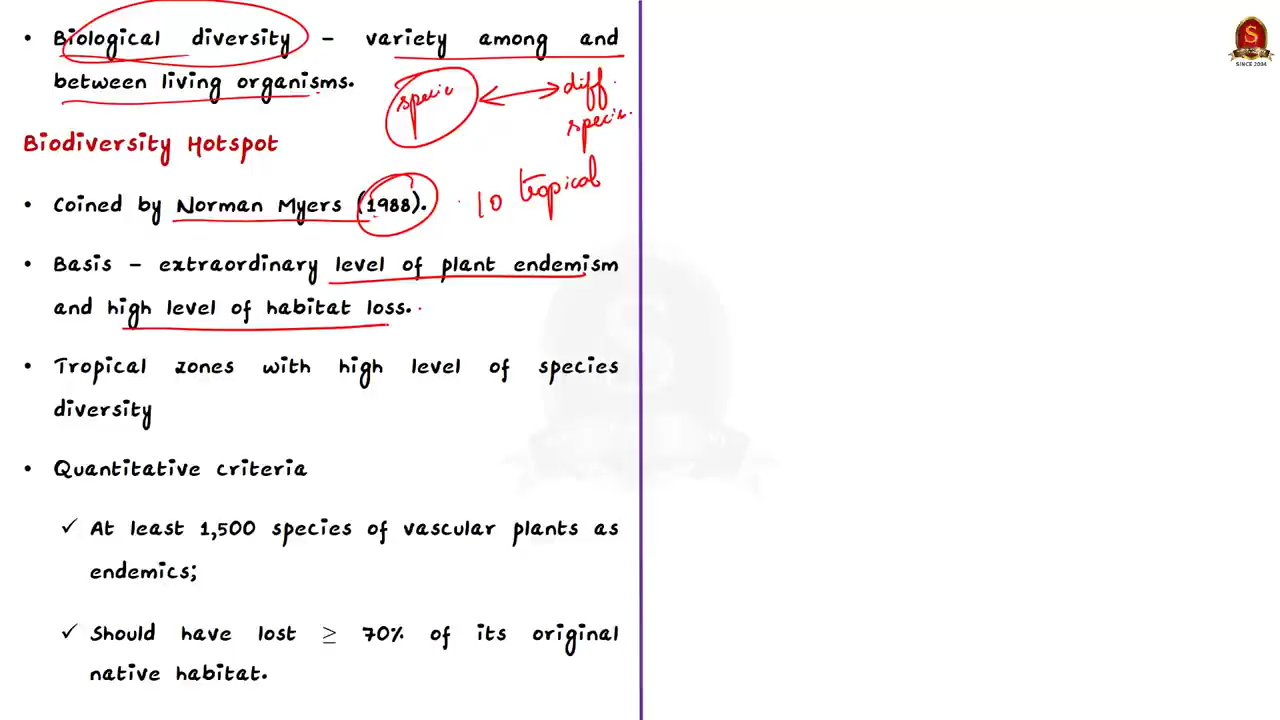 • Biological diversity – variety among and
between living organisms.
specie ↔ diff specie.
Biodiversity Hotspot
• Coined by Norman Myers (1988). 10 tropical
• Basis – extraordinary level of plant endemism
and high level of habitat loss.
• Tropical zones with high level of species
diversity
• Quantitative criteria
✓ At least 1,500 species of vascular plants as
endemics;
✓ Should have lost ≥ 70% of its original
native habitat.
S
SINCE 2004